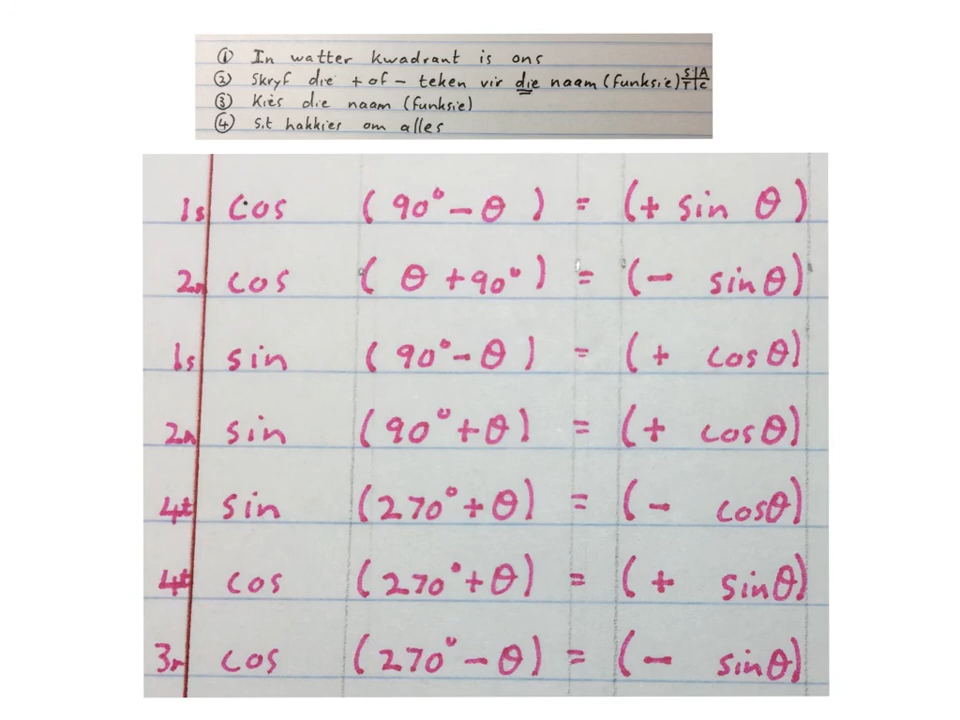 ① In watter kwadrant is ons
② Skryf die + of - teken vir die naam (funksie) S|A T|C
③ Kies die naam (funksie)
④ Sit hakkies om alles
1s cos (90° - θ) = (+ sin θ)
2n cos (θ + 90°) = (- sin θ)
1s sin (90° - θ) = (+ cos θ)
2n sin (90° + θ) = (+ cos θ)
4t sin (270° + θ) = (- cos θ)
4t cos (270° + θ) = (+ sin θ)
3r cos (270° - θ) = (- sin θ)